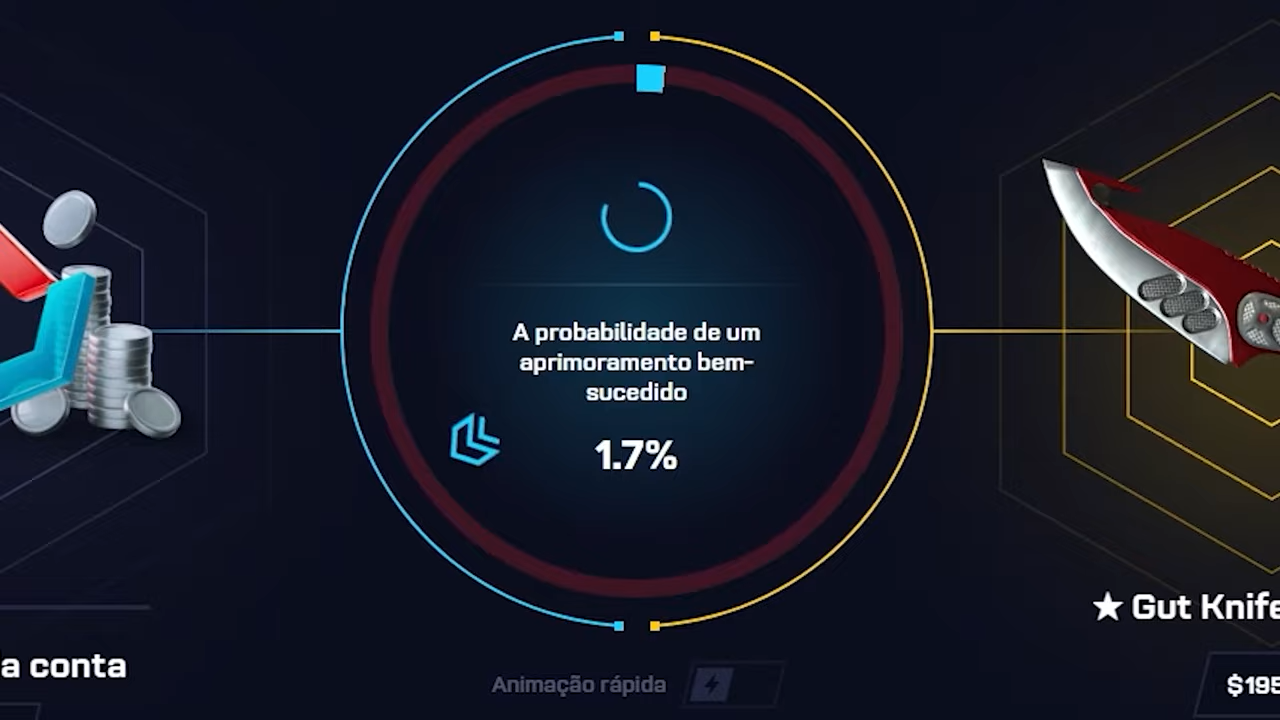 A probabilidade de um
aprimoramento bem-
sucedido
1.7%
★ Gut Knife
a conta
Animação rápida
$195